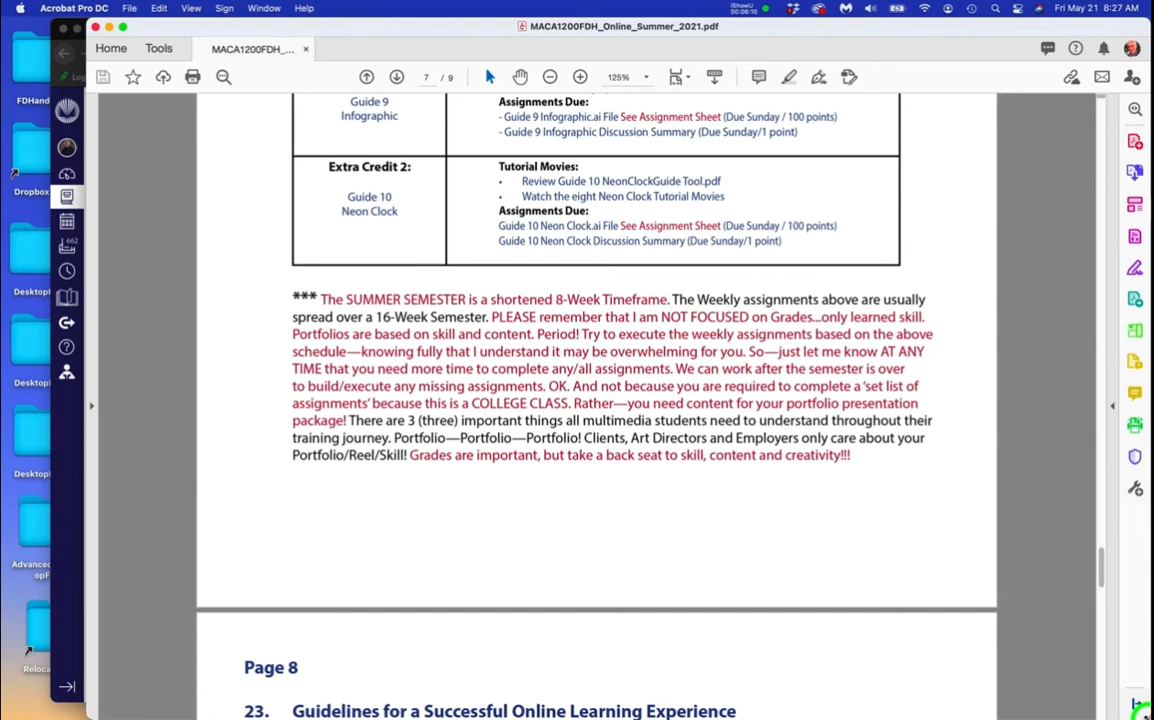 Acrobat Pro DC File Edit View Sign Window Help
iShowU
00:06:10
Fri May 21 8:27 AM
MACA1200FDH_Online_Summer_2021.pdf
Home Tools MACA1200FDH_... ×
7 / 9
125%
FDHand
Log
Dropbox
662
Desktopl
Desktopl
Desktopl
Advanced
opF
Reloca
Guide 9
Infographic
Assignments Due:
- Guide 9 Infographic.ai File See Assignment Sheet (Due Sunday / 100 points)
- Guide 9 Infographic Discussion Summary (Due Sunday/1 point)
Extra Credit 2:
Guide 10
Neon Clock
Tutorial Movies:
• Review Guide 10 NeonClockGuide Tool.pdf
• Watch the eight Neon Clock Tutorial Movies
Assignments Due:
Guide 10 Neon Clock.ai File See Assignment Sheet (Due Sunday / 100 points)
Guide 10 Neon Clock Discussion Summary (Due Sunday/1 point)
*** The SUMMER SEMESTER is a shortened 8-Week Timeframe. The Weekly assignments above are usually
spread over a 16-Week Semester. PLEASE remember that I am NOT FOCUSED on Grades...only learned skill.
Portfolios are based on skill and content. Period! Try to execute the weekly assignments based on the above
schedule—knowing fully that I understand it may be overwhelming for you. So—just let me know AT ANY
TIME that you need more time to complete any/all assignments. We can work after the semester is over
to build/execute any missing assignments. OK. And not because you are required to complete a ‘set list of
assignments’ because this is a COLLEGE CLASS. Rather—you need content for your portfolio presentation
package! There are 3 (three) important things all multimedia students need to understand throughout their
training journey. Portfolio—Portfolio—Portfolio! Clients, Art Directors and Employers only care about your
Portfolio/Reel/Skill! Grades are important, but take a back seat to skill, content and creativity!!!
Page 8
23. Guidelines for a Successful Online Learning Experience